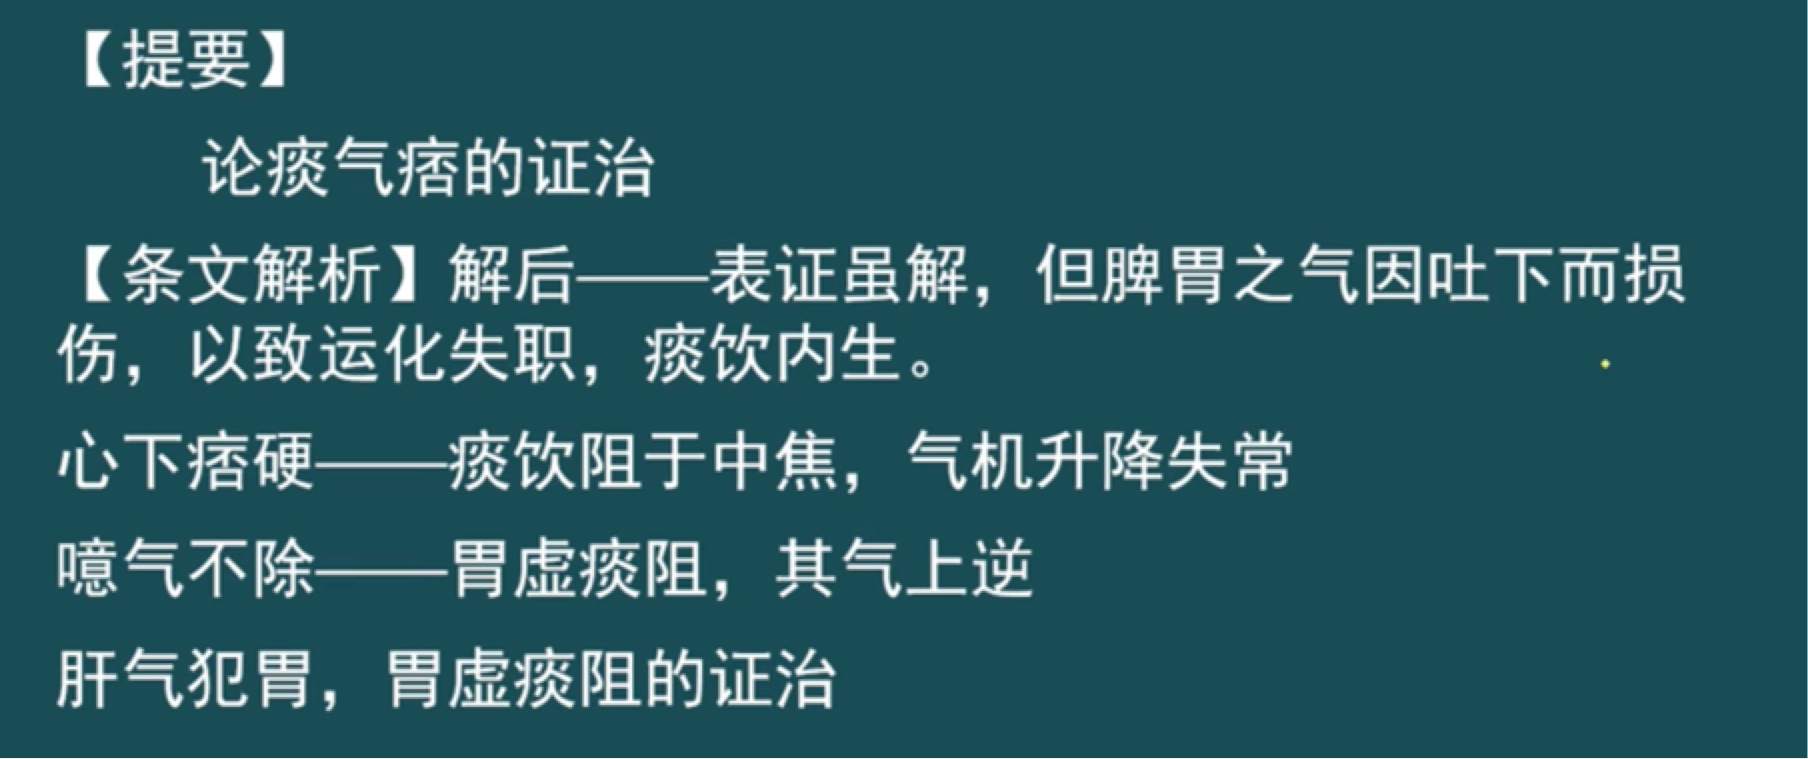 【提要】
论痰气痞的证治
【条文解析】解后——表证虽解，但脾胃之气因吐下而损
伤，以致运化失职，痰饮内生。
心下痞硬——痰饮阻于中焦，气机升降失常
噫气不除——胃虚痰阻，其气上逆
肝气犯胃，胃虚痰阻的证治